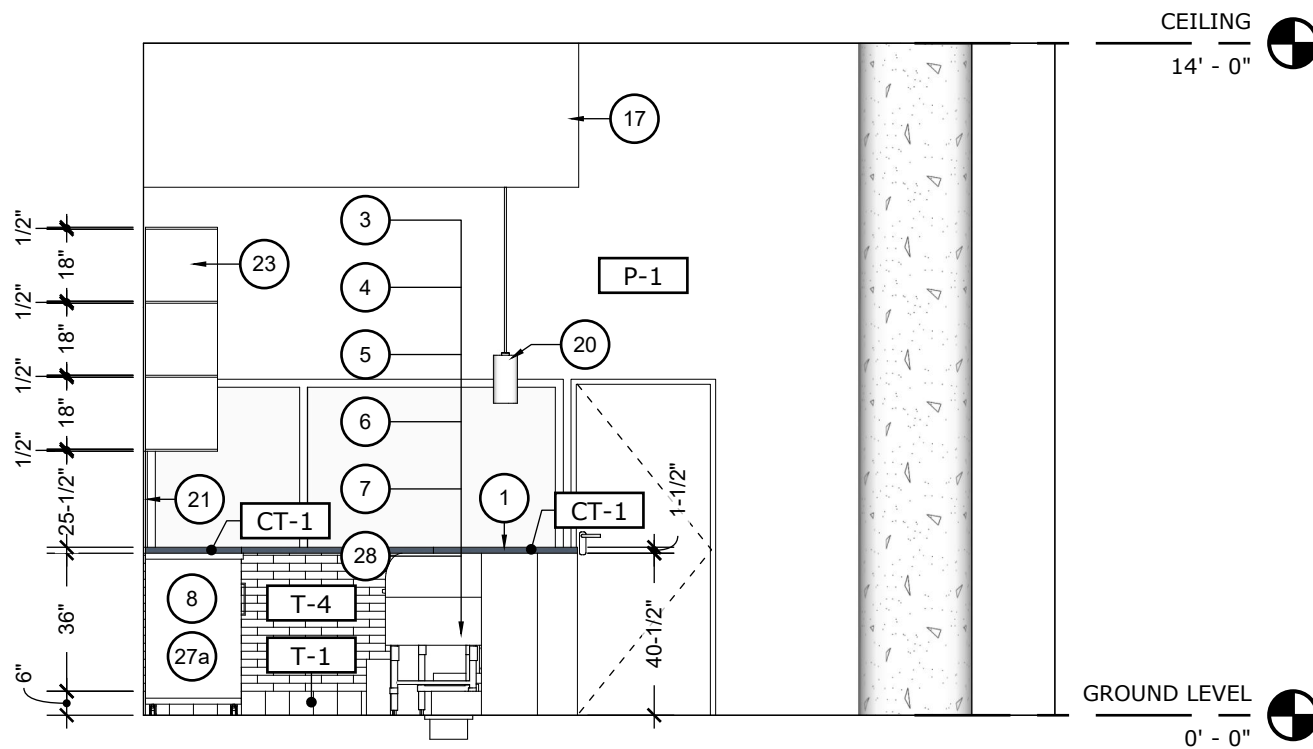 CEILING
14' - 0"
17
3
1/2"
18"
23
4
P-1
1/2"
18"
5
20
1/2"
18"
6
1/2"
7
1
25-1/2"
21
CT-1
CT-1
1-1/2"
28
8
T-4
36"
40-1/2"
27a
T-1
6"
GROUND LEVEL
0' - 0"